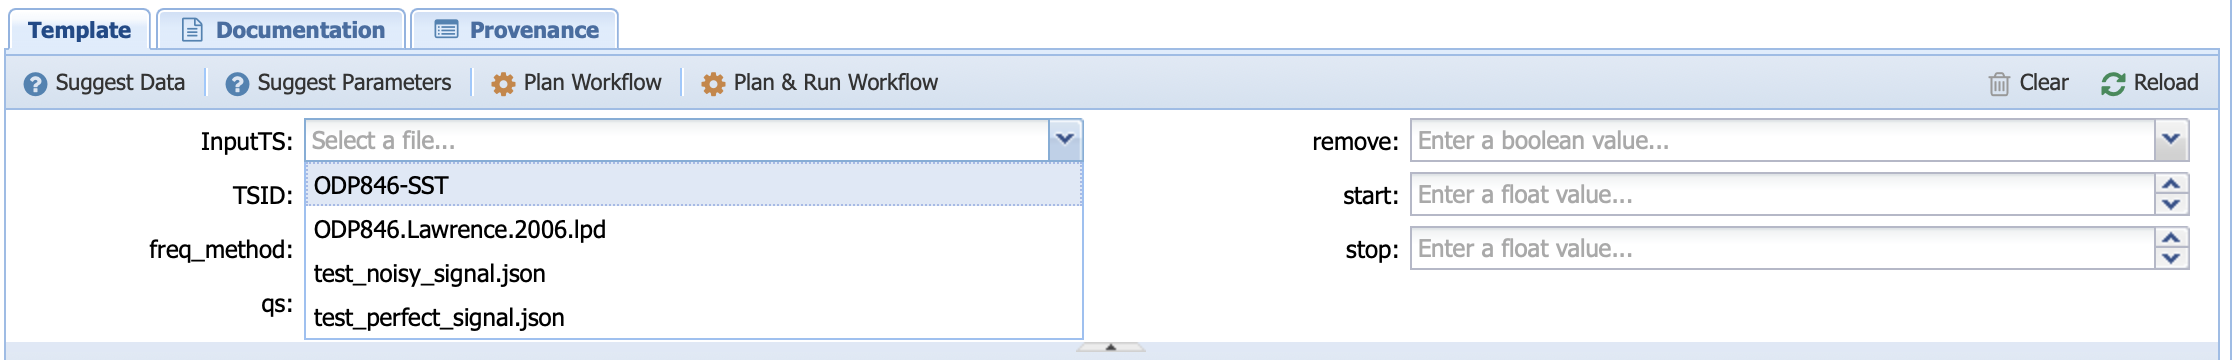 Template Documentation Provenance
Suggest Data Suggest Parameters Plan Workflow Plan & Run Workflow Clear Reload
InputTS: Select a file... remove: Enter a boolean value...
ODP846-SST
TSID: start: Enter a float value...
ODP846.Lawrence.2006.lpd
freq_method: stop: Enter a float value...
test_noisy_signal.json
qs:
test_perfect_signal.json